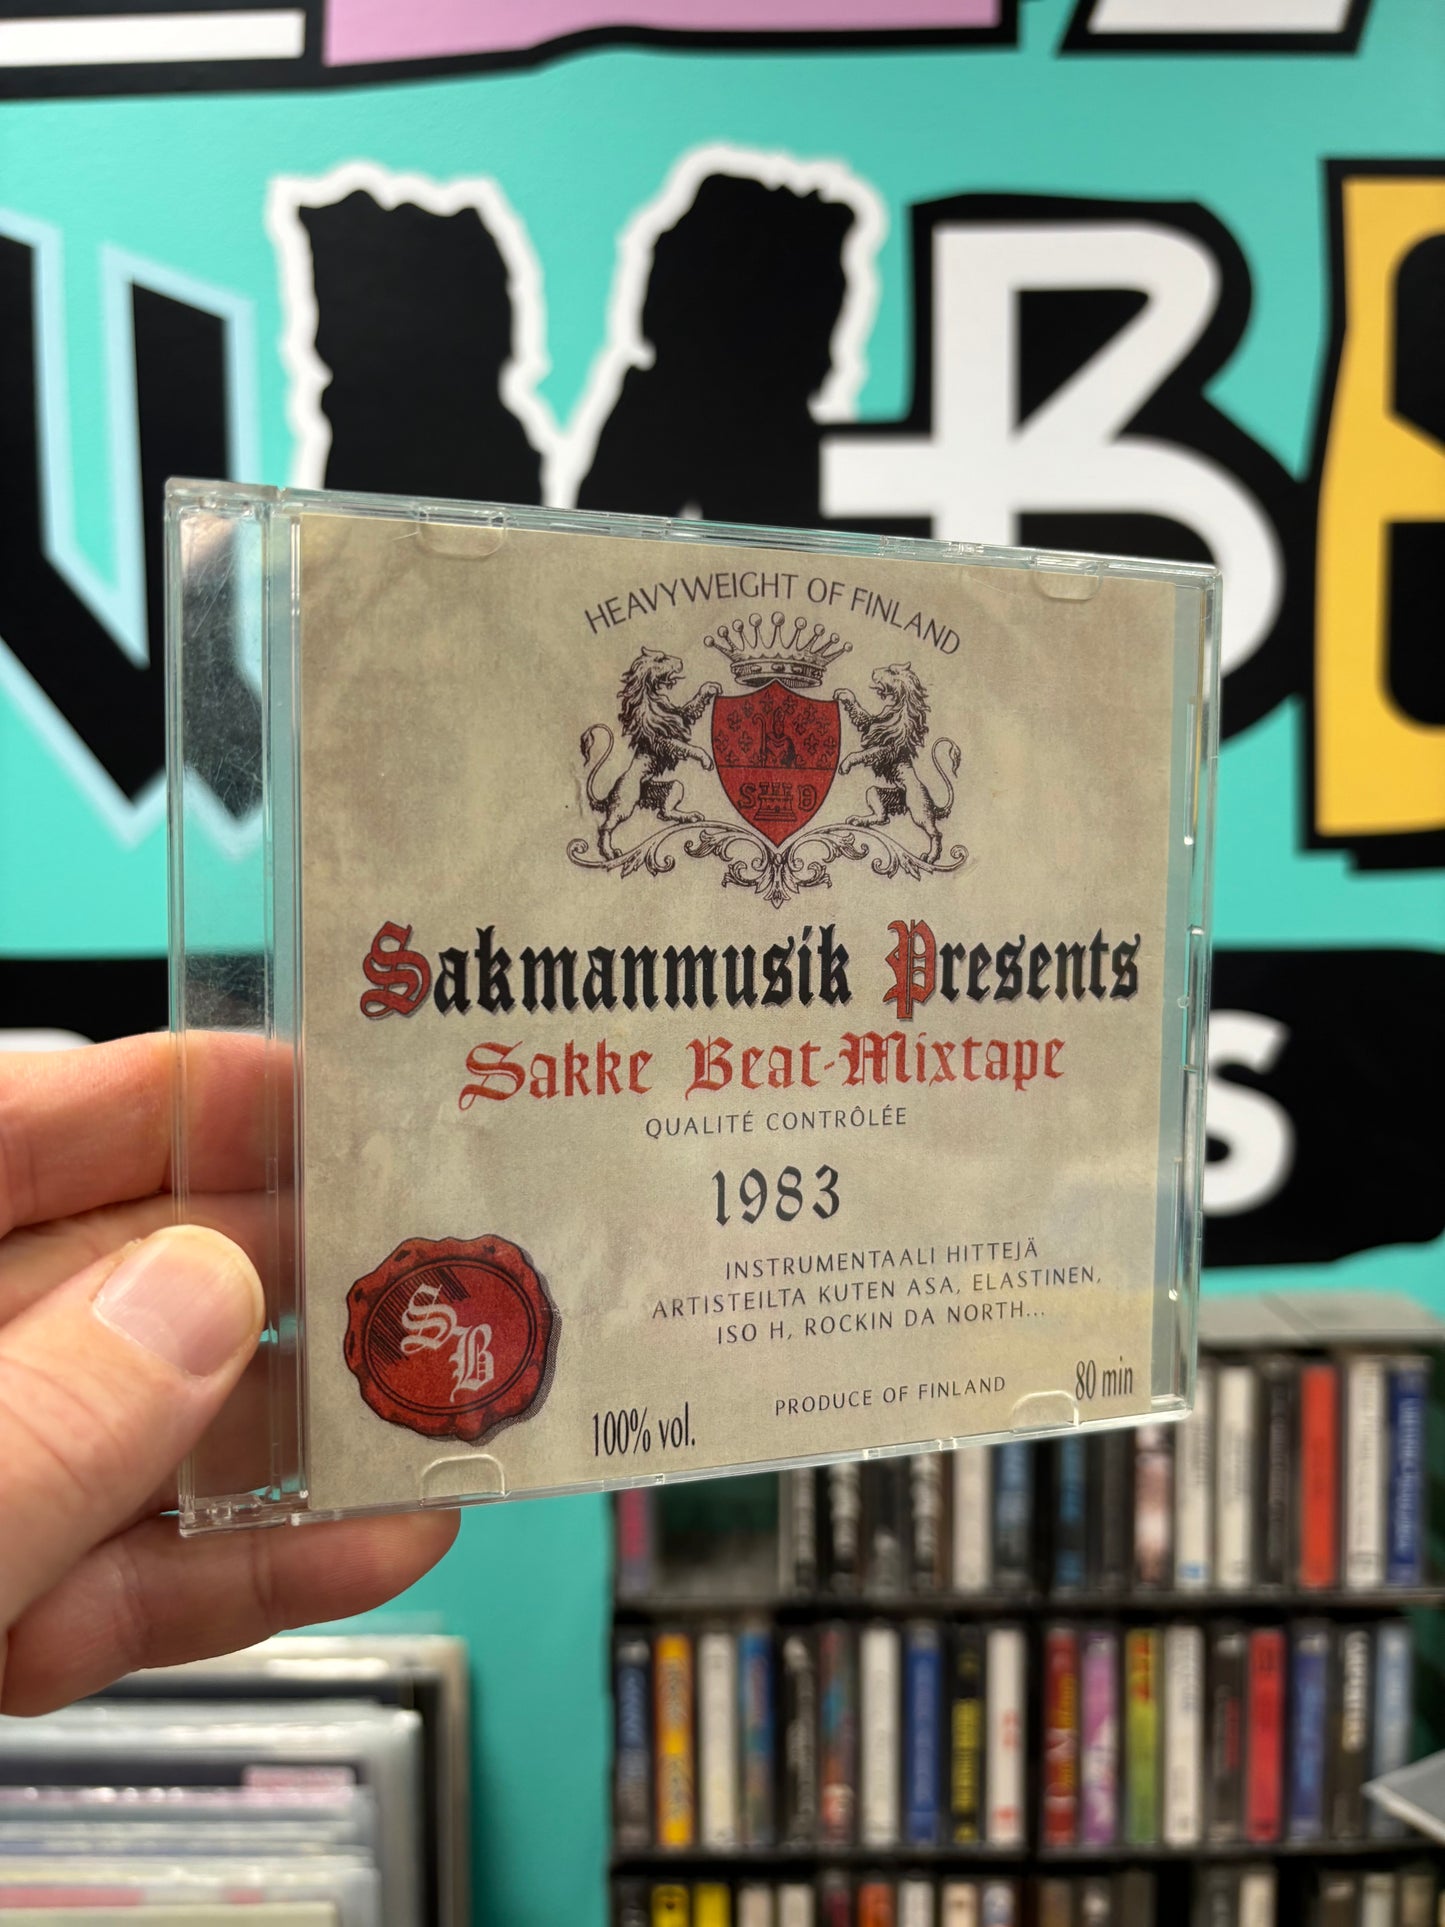 HEAVYWEIGHT OF FINLAND
S D
Sakmanmusik Presents
Sakke Beat-Mixtape
QUALITÉ CONTRÔLÉE
1983
INSTRUMENTAALI HITTEJÄ
ARTISTEILTA KUTEN ASA, ELASTINEN,
ISO H, ROCKIN DA NORTH...
SB
100% vol.
PRODUCE OF FINLAND
80 min